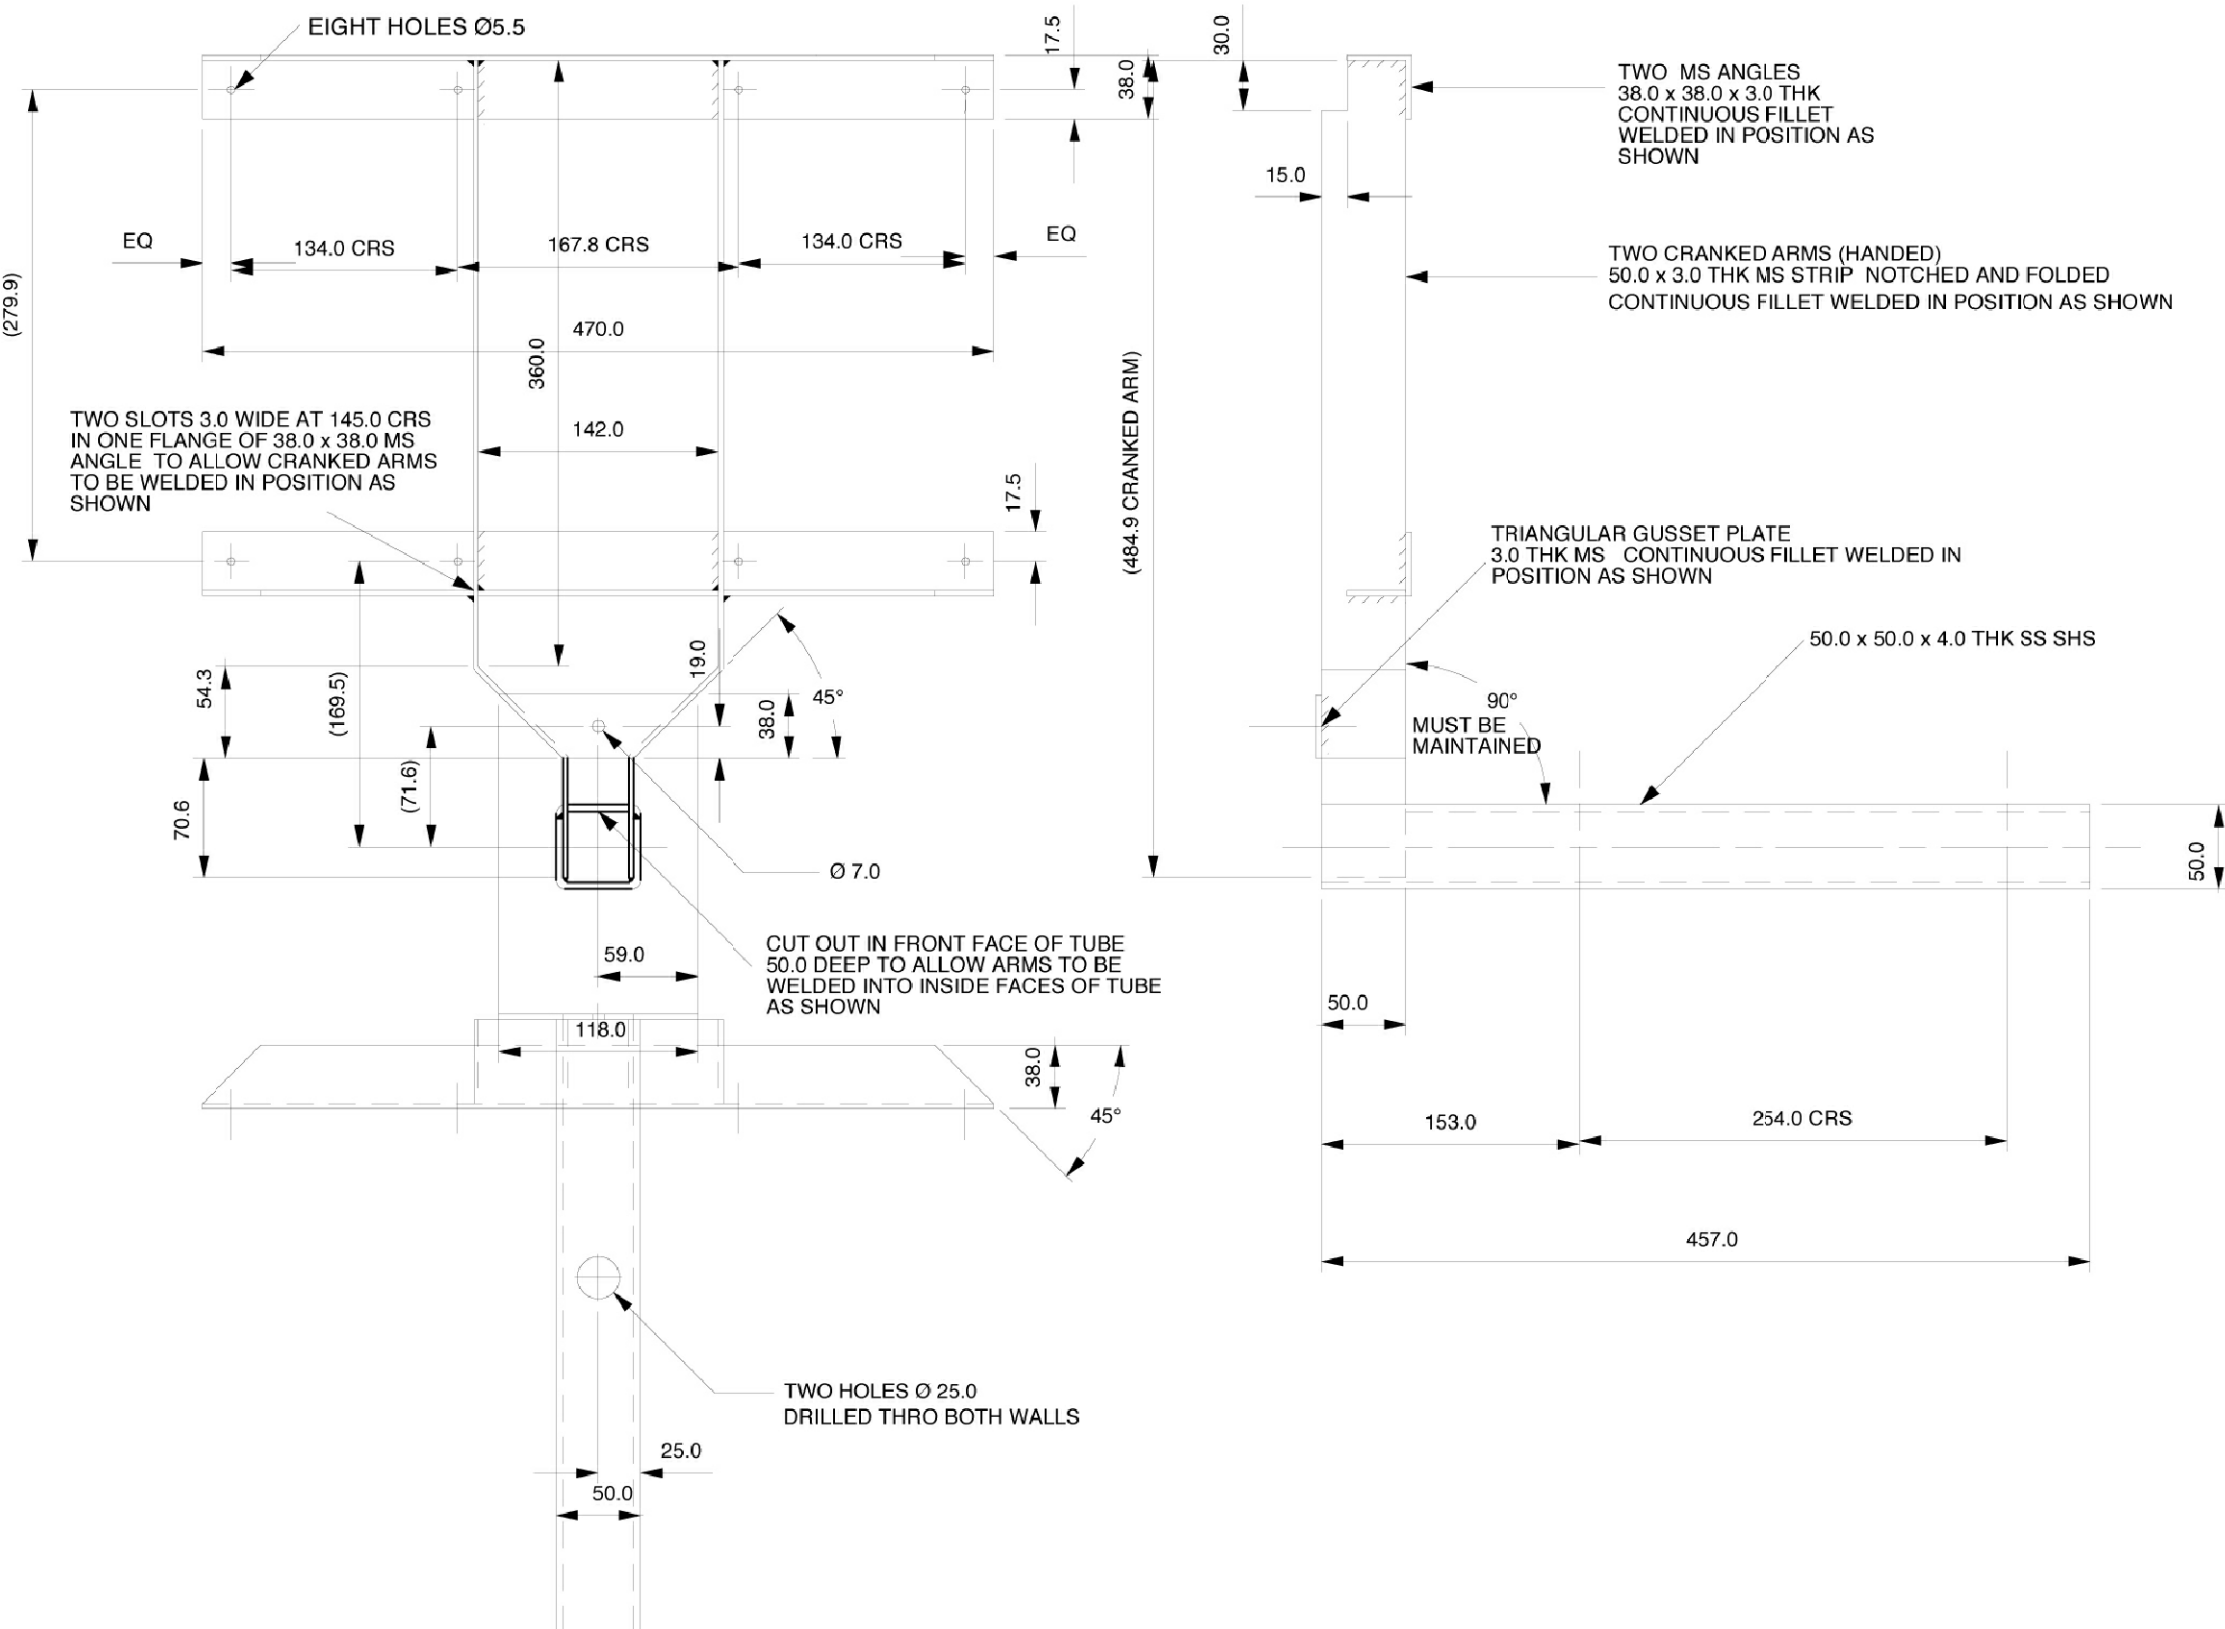 EIGHT HOLES Ø5.5
17.5
38.0
30.0
TWO MS ANGLES
38.0 x 38.0 x 3.0 THK
CONTINUOUS FILLET
WELDED IN POSITION AS
SHOWN
15.0
EQ
134.0 CRS
167.8 CRS
134.0 CRS
EQ
TWO CRANKED ARMS (HANDED)
50.0 x 3.0 THK MS STRIP NOTCHED AND FOLDED
CONTINUOUS FILLET WELDED IN POSITION AS SHOWN
(279.9)
470.0
360.0
(484.9 CRANKED ARM)
TWO SLOTS 3.0 WIDE AT 145.0 CRS
IN ONE FLANGE OF 38.0 x 38.0 MS
ANGLE TO ALLOW CRANKED ARMS
TO BE WELDED IN POSITION AS
SHOWN
142.0
17.5
TRIANGULAR GUSSET PLATE
3.0 THK MS CONTINUOUS FILLET WELDED IN
POSITION AS SHOWN
50.0 x 50.0 x 4.0 THK SS SHS
54.3
(169.5)
19.0
45°
38.0
90°
MUST BE
MAINTAINED
(71.6)
70.6
Ø 7.0
50.0
CUT OUT IN FRONT FACE OF TUBE
50.0 DEEP TO ALLOW ARMS TO BE
WELDED INTO INSIDE FACES OF TUBE
AS SHOWN
59.0
50.0
118.0
38.0
45°
153.0
254.0 CRS
457.0
TWO HOLES Ø 25.0
DRILLED THRO BOTH WALLS
25.0
50.0